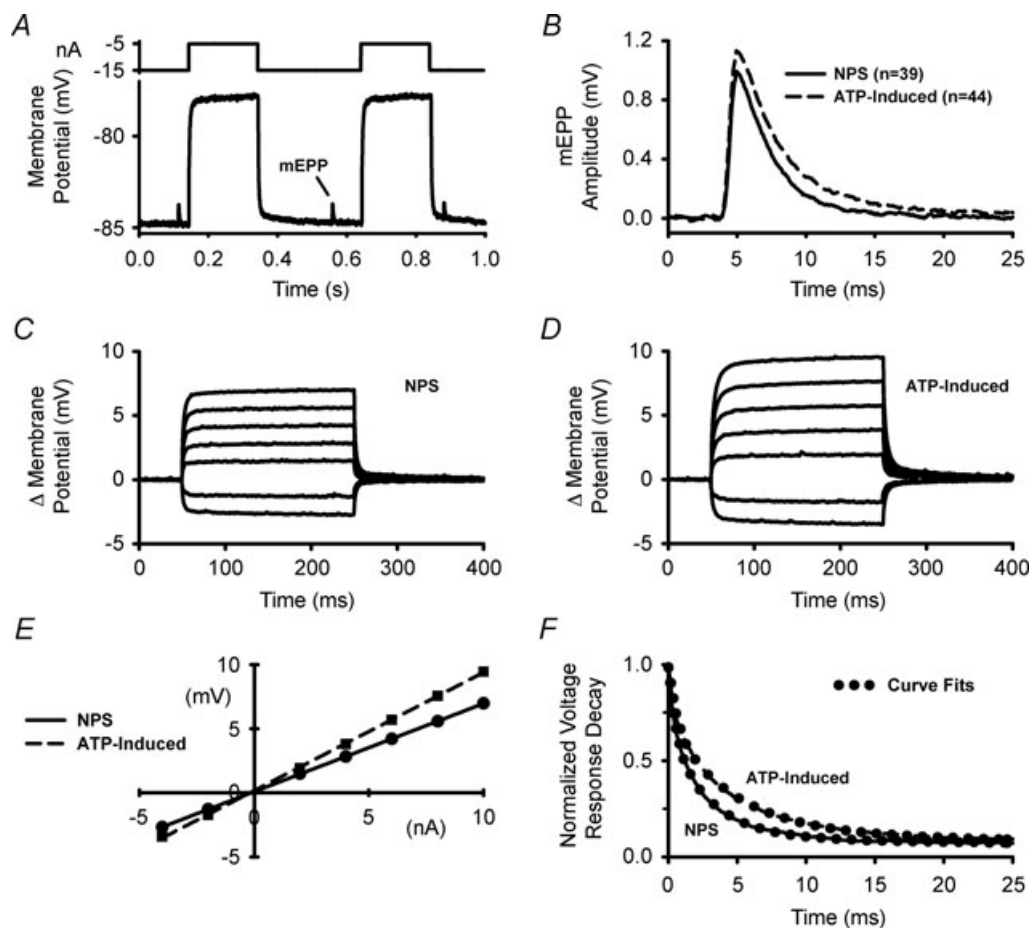 A
nA
-5
-15
Membrane
Potential (mV)
-80
-85
mEPP
0.0 0.2 0.4 0.6 0.8 1.0
Time (s)
B
mEPP
Amplitude (mV)
1.2
0.8
0.4
0.0
NPS (n=39)
ATP-Induced (n=44)
0 5 10 15 20 25
Time (ms)
C
Δ Membrane
Potential (mV)
10
5
0
-5
NPS
0 100 200 300 400
Time (ms)
D
Δ Membrane
Potential (mV)
10
5
0
-5
ATP-Induced
0 100 200 300 400
Time (ms)
E
NPS
ATP-Induced
(mV)
10
5
0
-5
-5 0 5 10
(nA)
F
Normalized Voltage
Response Decay
1.0
0.5
0.0
Curve Fits
ATP-Induced
NPS
0 5 10 15 20 25
Time (ms)